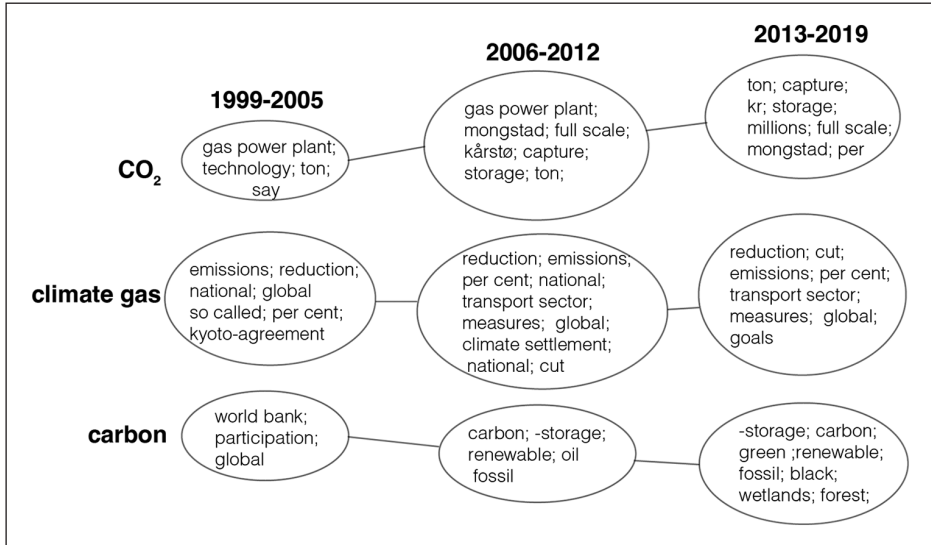 1999-2005
2006-2012
2013-2019
CO₂
gas power plant;
technology; ton;
say
gas power plant;
mongstad; full scale;
kårstø; capture;
storage; ton;
ton; capture;
kr; storage;
millions; full scale;
mongstad; per
climate gas
emissions; reduction;
national; global
so called; per cent;
kyoto-agreement
reduction; emissions,
per cent; national;
transport sector;
measures; global;
climate settlement;
national; cut
reduction; cut;
emissions; per cent;
transport sector;
measures; global;
goals
carbon
world bank;
participation;
global
carbon; -storage;
renewable; oil
fossil
-storage; carbon;
green ;renewable;
fossil; black;
wetlands; forest;